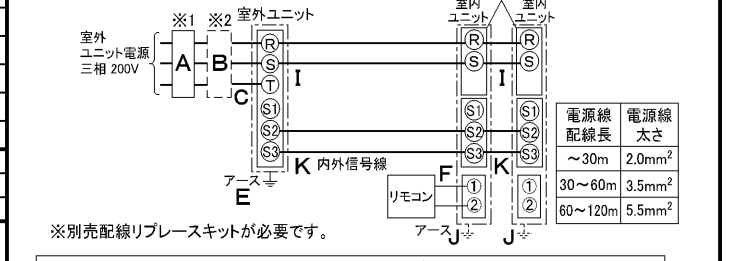 ※1 ※2 室外ユニット
室内
ユニット
室内
ユニット
室外
ユニット電源
三相 200V
A
B
C
R
S
T
S1
S2
S3
I
K 内外信号線
アース
E
R
S
S1
S2
S3
F
リモコン
①
②
アース
J
I
K
R
S
S1
S2
S3
①
②
J
電源線
配線長
電源線
太さ
～30m 2.0mm²
30～60m 3.5mm²
60～120m 5.5mm²
※別売配線リプレースキットが必要です。